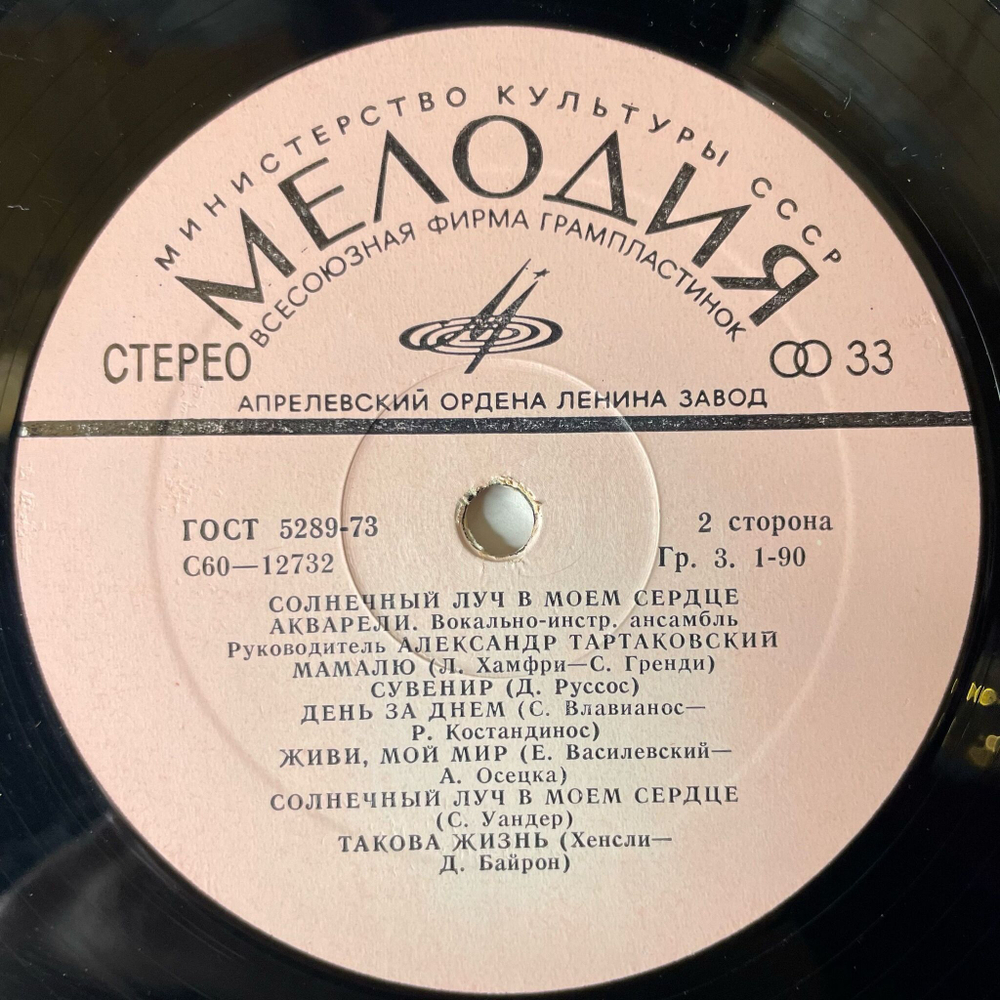 МИНИСТЕРСТВО КУЛЬТУРЫ СССР
МЕЛОДИЯ
ВСЕСОЮЗНАЯ ФИРМА ГРАМПЛАСТИНОК
СТЕРЕО
33
АПРЕЛЕВСКИЙ ОРДЕНА ЛЕНИНА ЗАВОД
ГОСТ 5289-73
2 сторона
С60—12732
Гр. 3. 1-90
СОЛНЕЧНЫЙ ЛУЧ В МОЕМ СЕРДЦЕ
АКВАРЕЛИ. Вокально-инстр. ансамбль
Руководитель АЛЕКСАНДР ТАРТАКОВСКИЙ
МАМАЛЮ (Л. Хамфри—С. Гренди)
СУВЕНИР (Д. Руссос)
ДЕНЬ ЗА ДНЕМ (С. Влавианос—
Р. Костандинос)
ЖИВИ, МОЙ МИР (Е. Василевский—
А. Осецка)
СОЛНЕЧНЫЙ ЛУЧ В МОЕМ СЕРДЦЕ
(С. Уандер)
ТАКОВА ЖИЗНЬ (Хенсли—
Д. Байрон)